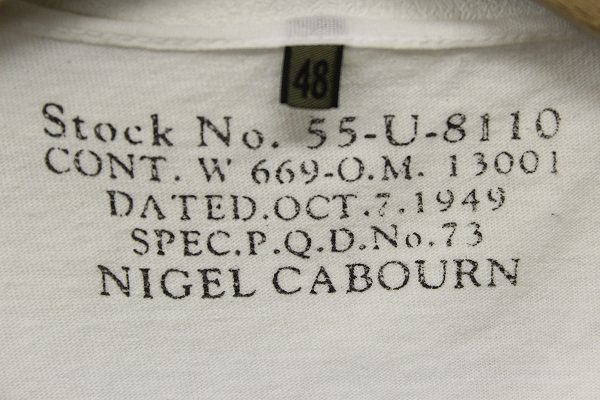 48
Stock No. 55-U-8110
CONT. W 669-O.M. 13001
DATED.OCT.7.1949
SPEC.P.Q.D.No.73
NIGEL CABOURN